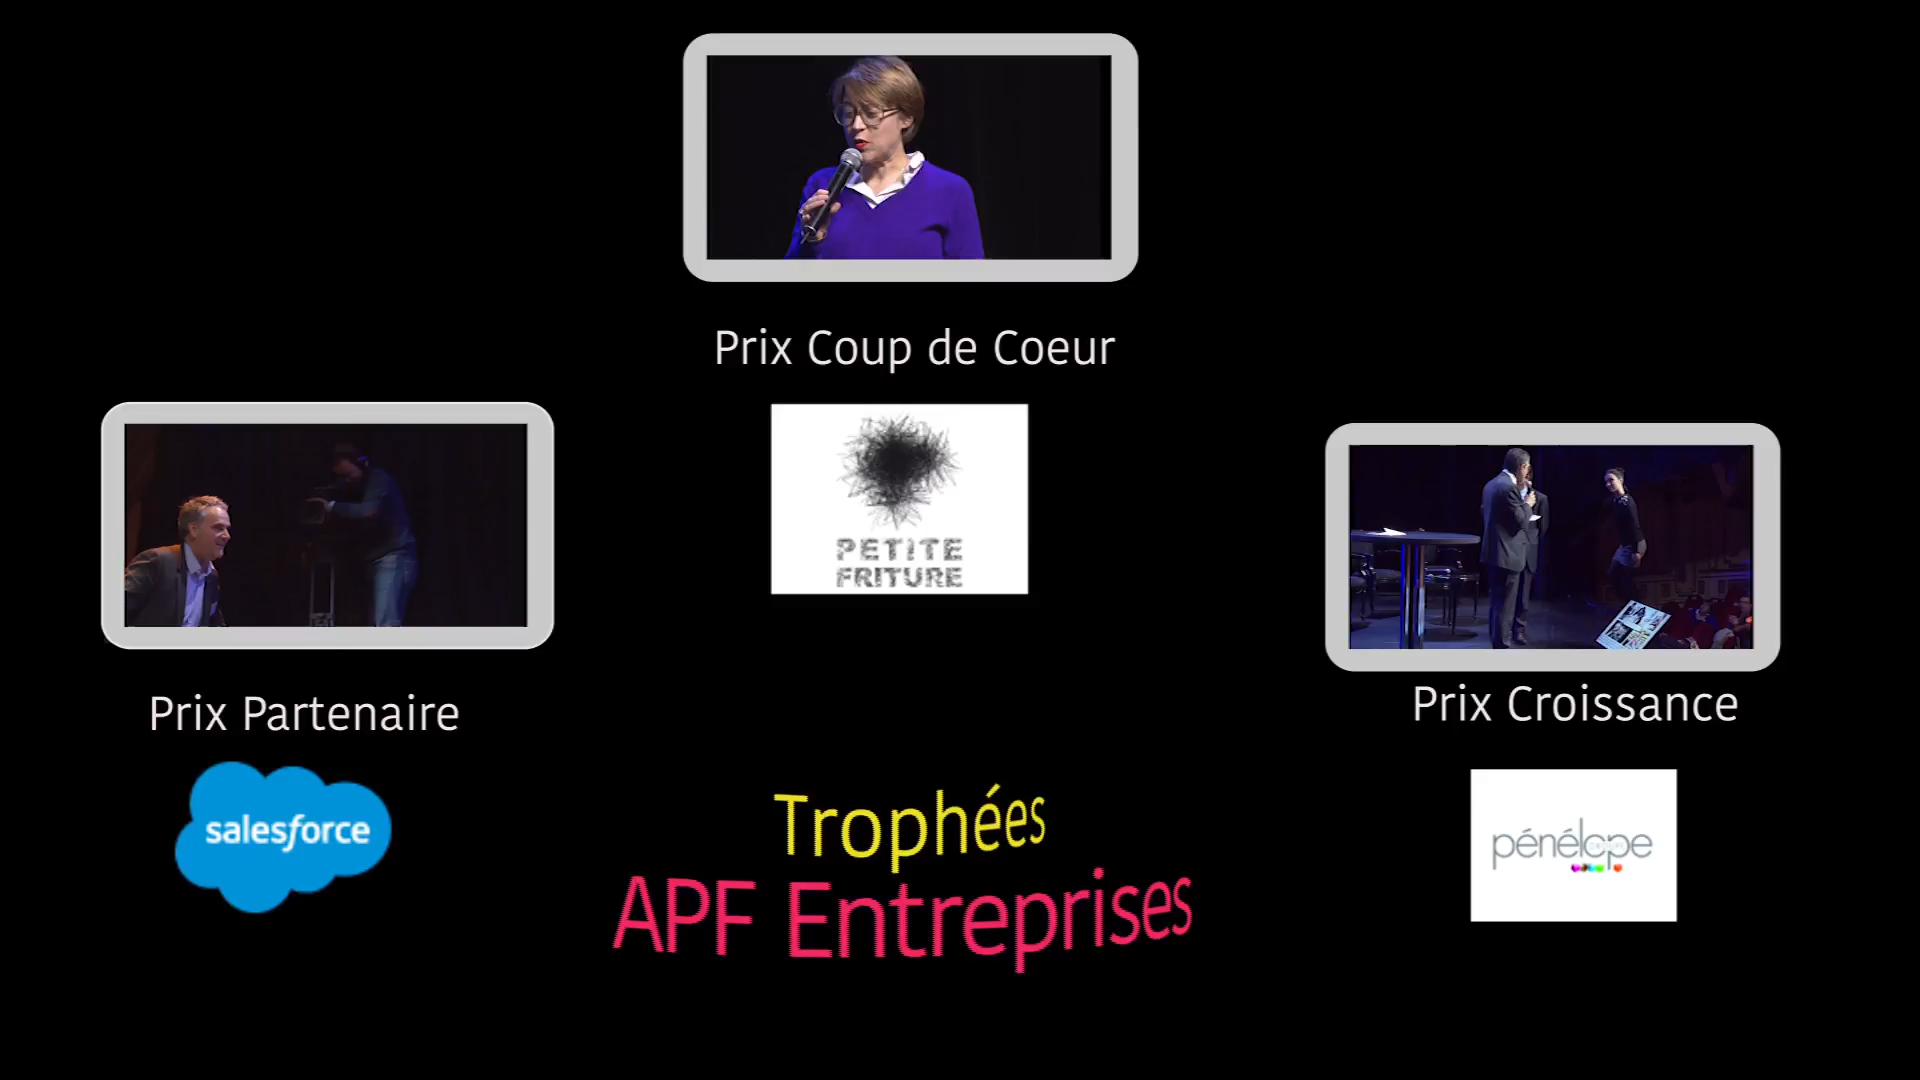 Prix Coup de Coeur
PETITE
FRITURE
Prix Partenaire
salesforce
Prix Croissance
pénélope
Trophées
APF Entreprises